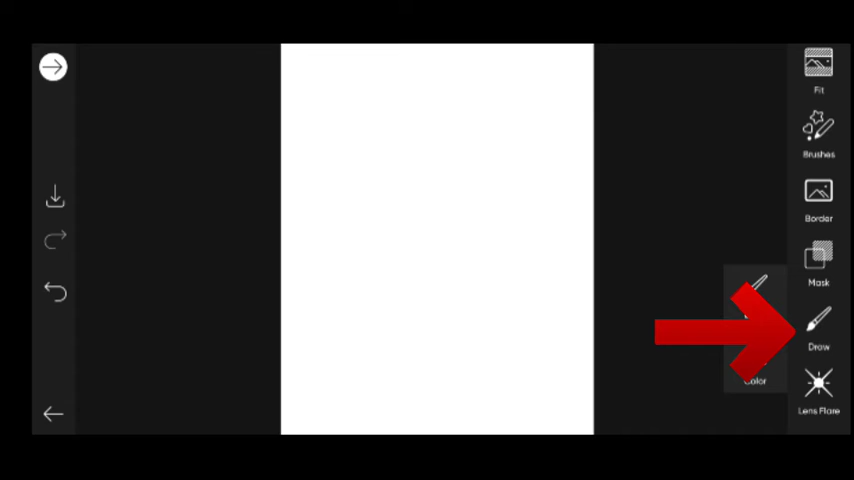 Fit
Brushes
Border
Mask
Draw
Color
Lens Flare